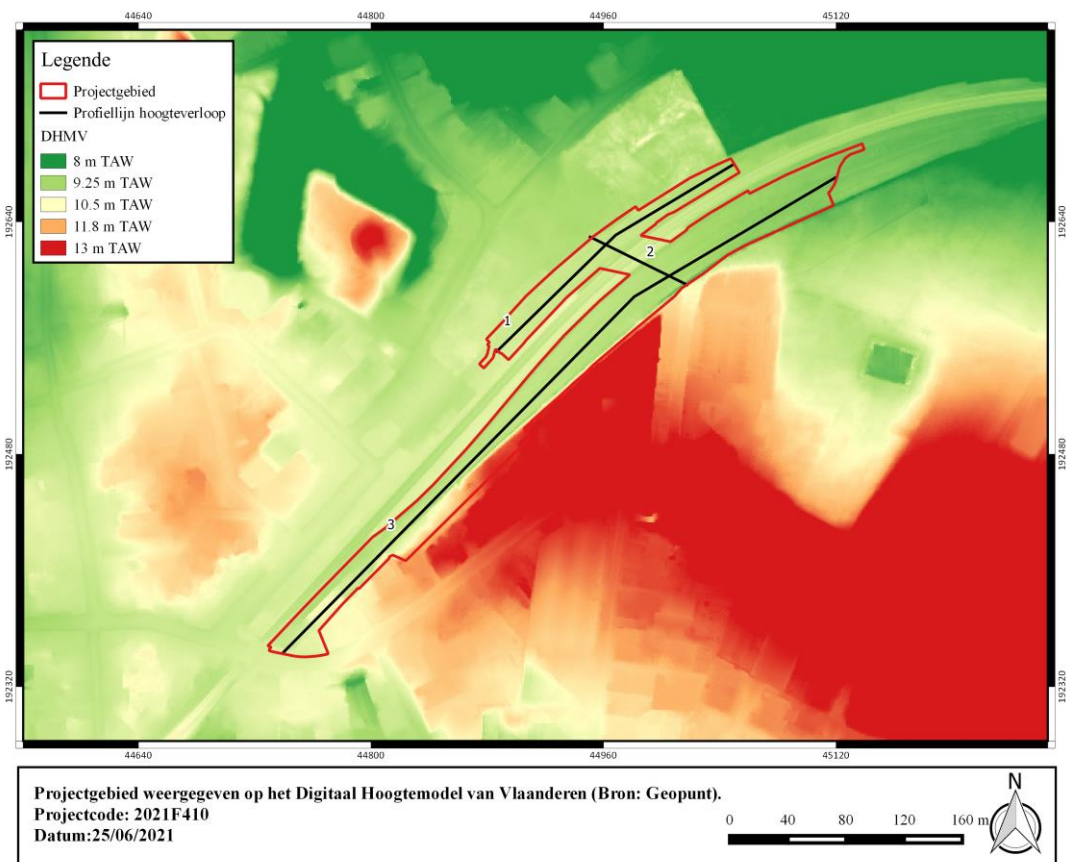 44640 44800 44960 45120
Legende
Projectgebied
Profiellijn hoogteverloop
DHMV
8 m TAW
9.25 m TAW
10.5 m TAW
11.8 m TAW
13 m TAW
192640 192640
2
1
192480 192480
3
192320 192320
44640 44800 44960 45120
Projectgebied weergegeven op het Digitaal Hoogtemodel van Vlaanderen (Bron: Geopunt).
Projectcode: 2021F410
Datum:25/06/2021
0 40 80 120 160 m
N